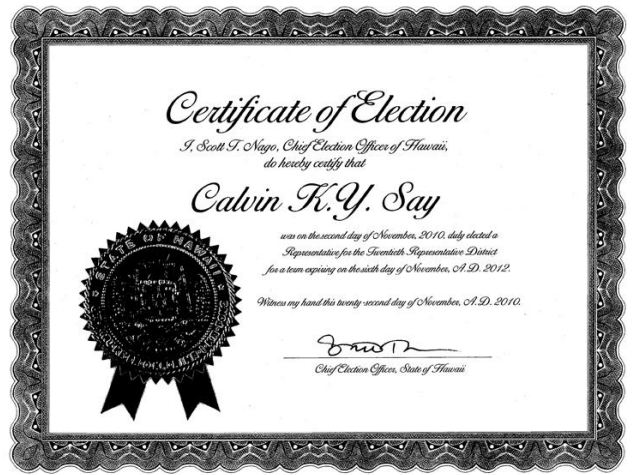 Certificate of Election
I, Scott T. Nago, Chief Election Officer of Hawaii,
do hereby certify that
Calvin K.Y. Say
was on the second day of November, 2010, duly elected a
Representative for the Twentieth Representative District
for a term expiring on the sixth day of November, A.D. 2012.
Witness my hand this twenty-second day of November, A.D. 2010.
Chief Election Officer, State of Hawaii
STATE OF HAWAII